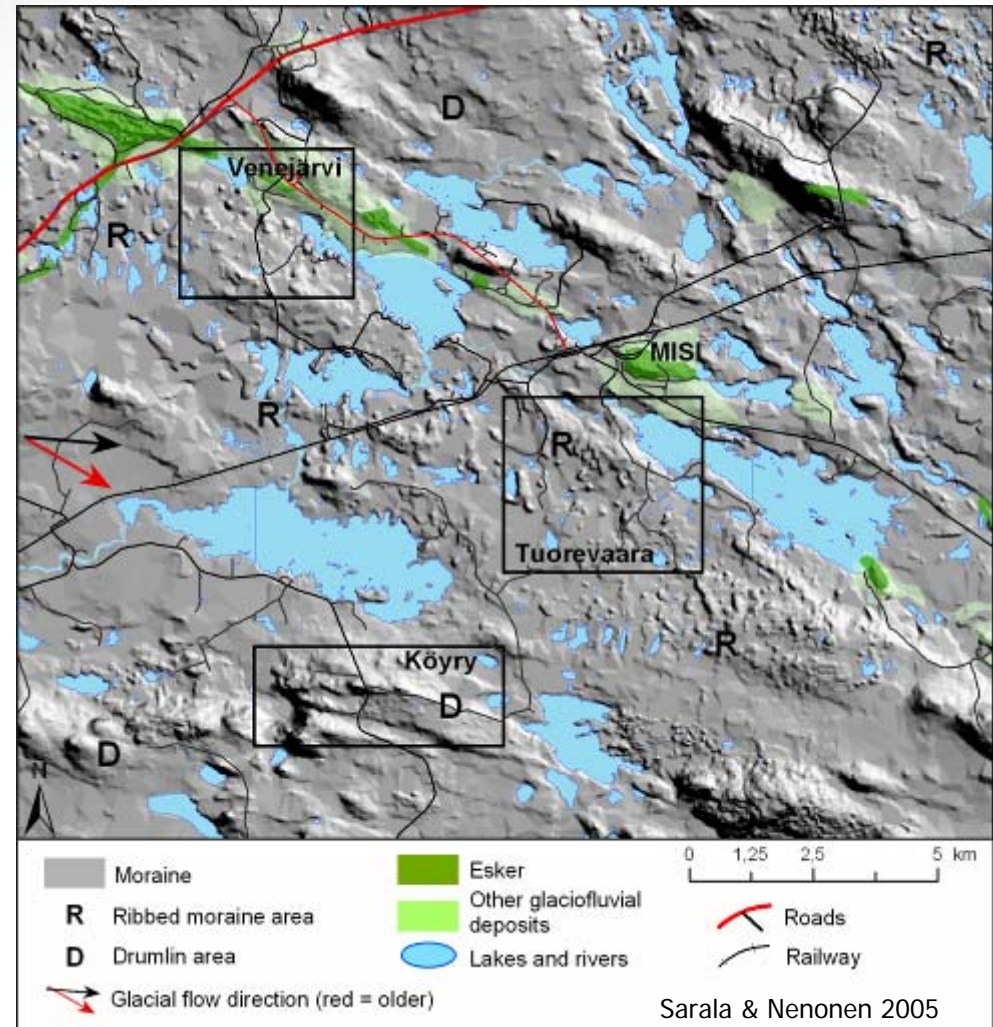 R
D
Venejärvi
R
MISI
R
R
Tuorevaara
R
Köyry
D
D
N
Moraine
R Ribbed moraine area
D Drumlin area
Glacial flow direction (red = older)
Esker
Other glaciofluvial
deposits
Lakes and rivers
0 1,25 2,5 5 km
Roads
Railway
Sarala & Nenonen 2005